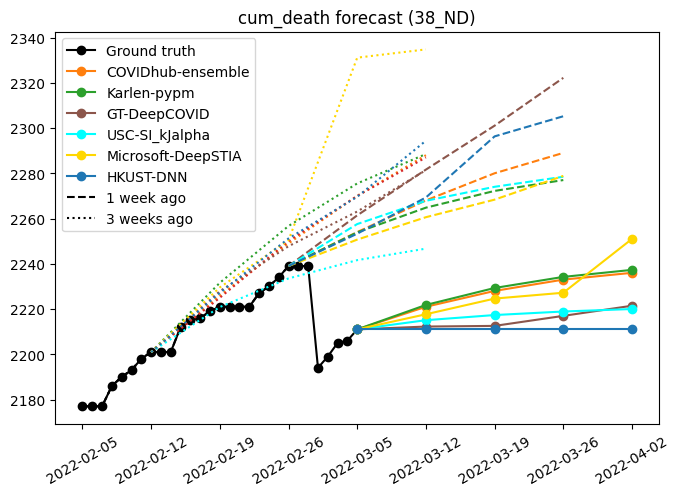 cum_death forecast (38_ND)
2340
2320
2300
2280
2260
2240
2220
2200
2180
Ground truth
COVIDhub-ensemble
Karlen-pypm
GT-DeepCOVID
USC-SI_kJalpha
Microsoft-DeepSTIA
HKUST-DNN
1 week ago
3 weeks ago
2022-02-05
2022-02-12
2022-02-19
2022-02-26
2022-03-05
2022-03-12
2022-03-19
2022-03-26
2022-04-02